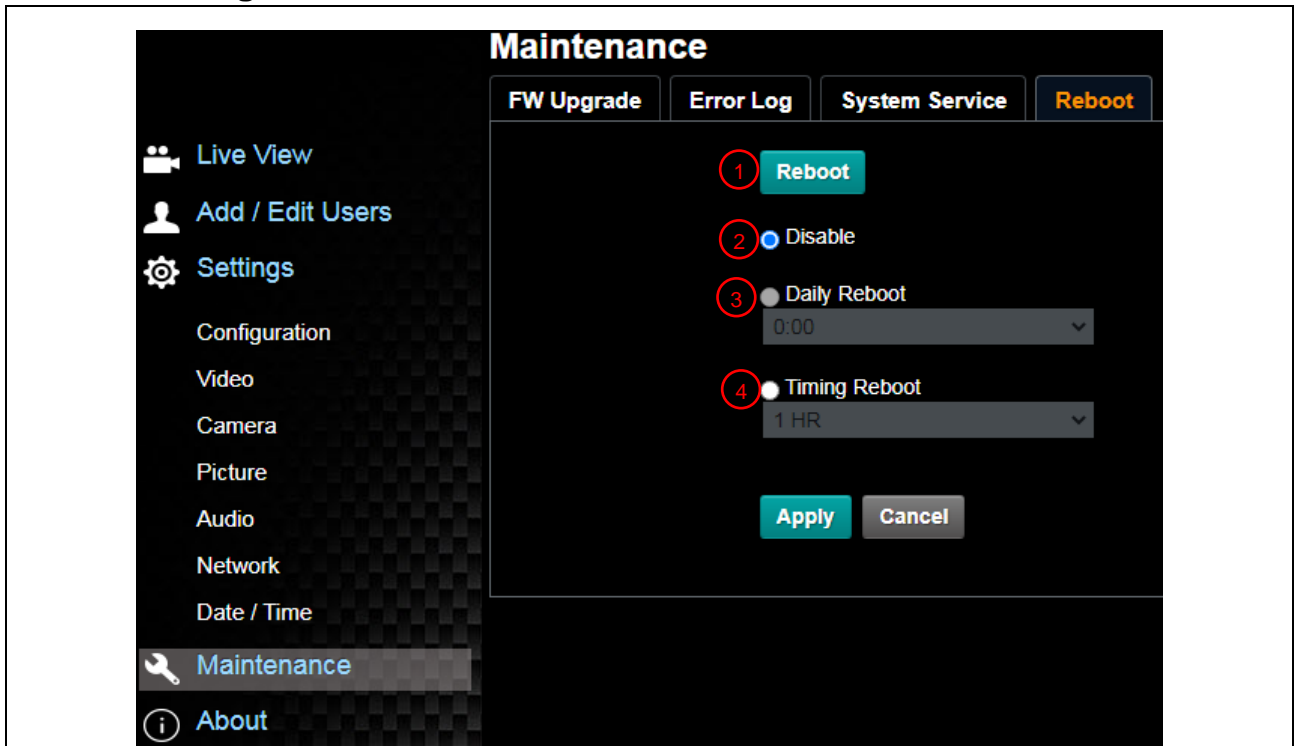 Maintenance
FW Upgrade Error Log System Service Reboot
Live View
Add / Edit Users
Settings
Configuration
Video
Camera
Picture
Audio
Network
Date / Time
Maintenance
About
1 Reboot
2 Disable
3 Daily Reboot
0:00
4 Timing Reboot
1 HR
Apply Cancel